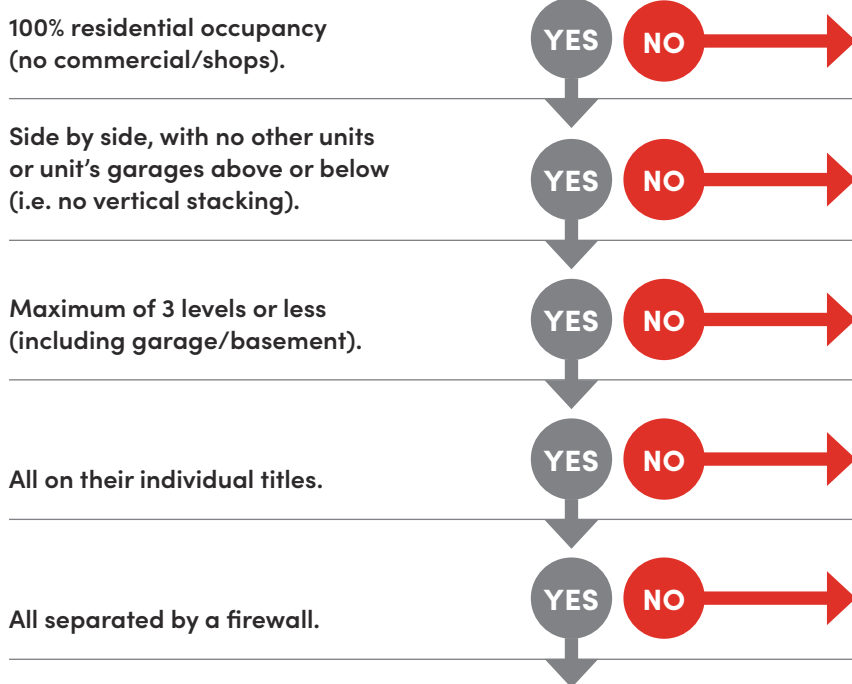 100% residential occupancy
(no commercial/shops).
YES NO
Side by side, with no other units
or unit's garages above or below
(i.e. no vertical stacking).
YES NO
Maximum of 3 levels or less
(including garage/basement).
YES NO
All on their individual titles.
YES NO
All separated by a firewall.
YES NO